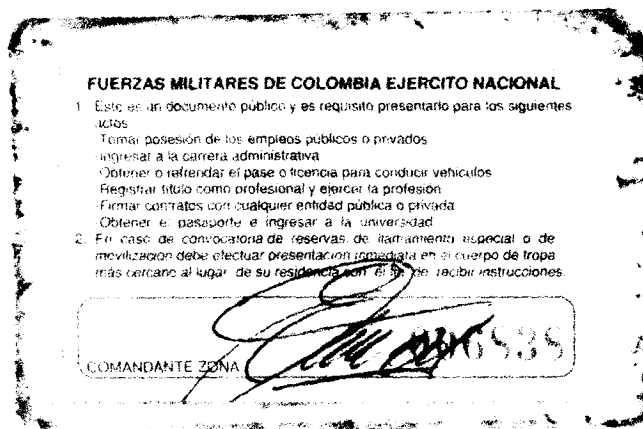 FUERZAS MILITARES DE COLOMBIA EJERCITO NACIONAL
1. Este es un documento público y es requisito presentarlo para los siguientes
actos
Tomar posesión de los empleos públicos o privados
Ingresar a la carrera administrativa
Obtener o refrendar el pase o licencia para conducir vehículos
Registrar título como profesional y ejercer la profesión
Firmar contratos con cualquier entidad pública o privada
Obtener el pasaporte e ingresar a la universidad
2. En caso de convocatoria de reservas de llamamiento especial o de
movilización debe efectuar presentación inmediata en el cuerpo de tropa
más cercano al lugar de su residencia con el fin de recibir instrucciones.
COMANDANTE ZONA